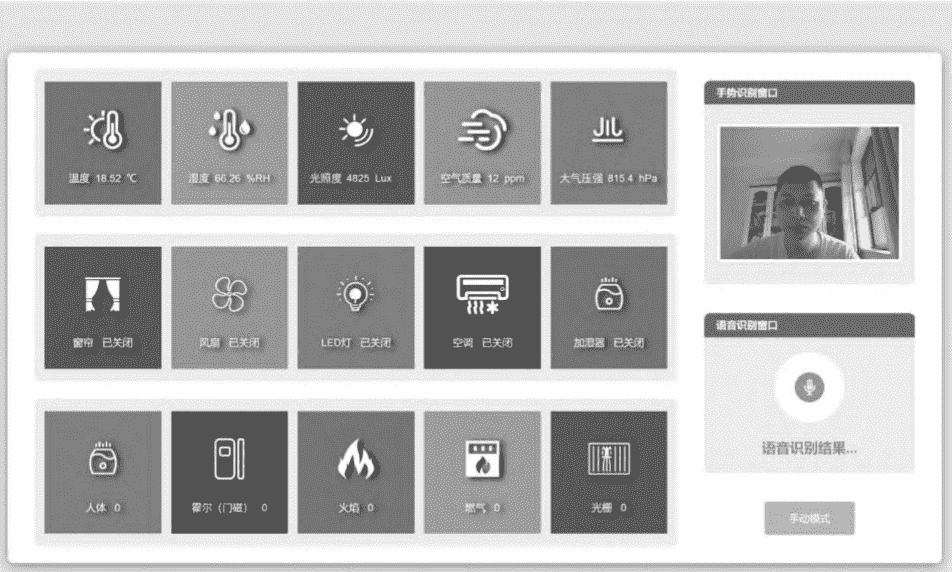 温度 18.52 ℃
湿度 66.26 %RH
光照度 4825 Lux
空气质量 12 ppm
大气压强 815.4 hPa
手势识别窗口
窗帘 已关闭
风扇 已关闭
LED灯 已关闭
空调 已关闭
加湿器 已关闭
语音识别窗口
语音识别结果...
人体 0
霍尔（门磁） 0
火焰 0
燃气 0
光栅 0
手动模式